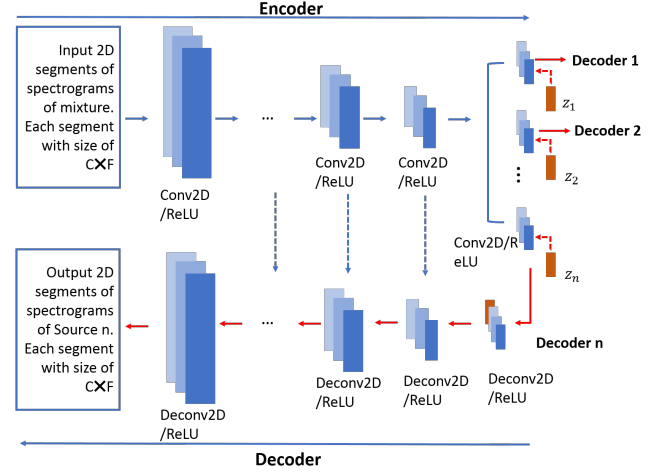 Encoder
Input 2D
segments of
spectrograms
of mixture.
Each segment
with size of
C✕F
...
Conv2D
/ReLU
Conv2D
/ReLU
Conv2D
/ReLU
Decoder 1
z1
Decoder 2
z2
⋮
Conv2D/R
eLU
zn
Output 2D
segments of
spectrograms
of Source n.
Each segment
with size of
C✕F
...
Decoder n
Deconv2D
/ReLU
Deconv2D
/ReLU
Deconv2D
/ReLU
Deconv2D
/ReLU
Decoder